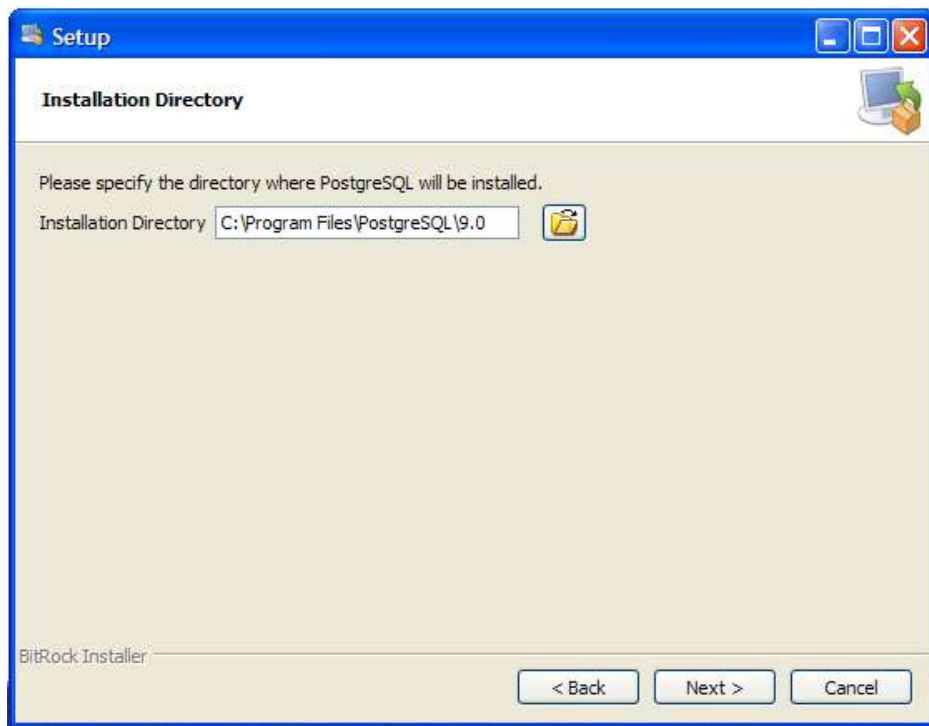 Setup
Installation Directory
Please specify the directory where PostgreSQL will be installed.
Installation Directory C:\Program Files\PostgreSQL\9.0
BitRock Installer
< Back Next > Cancel